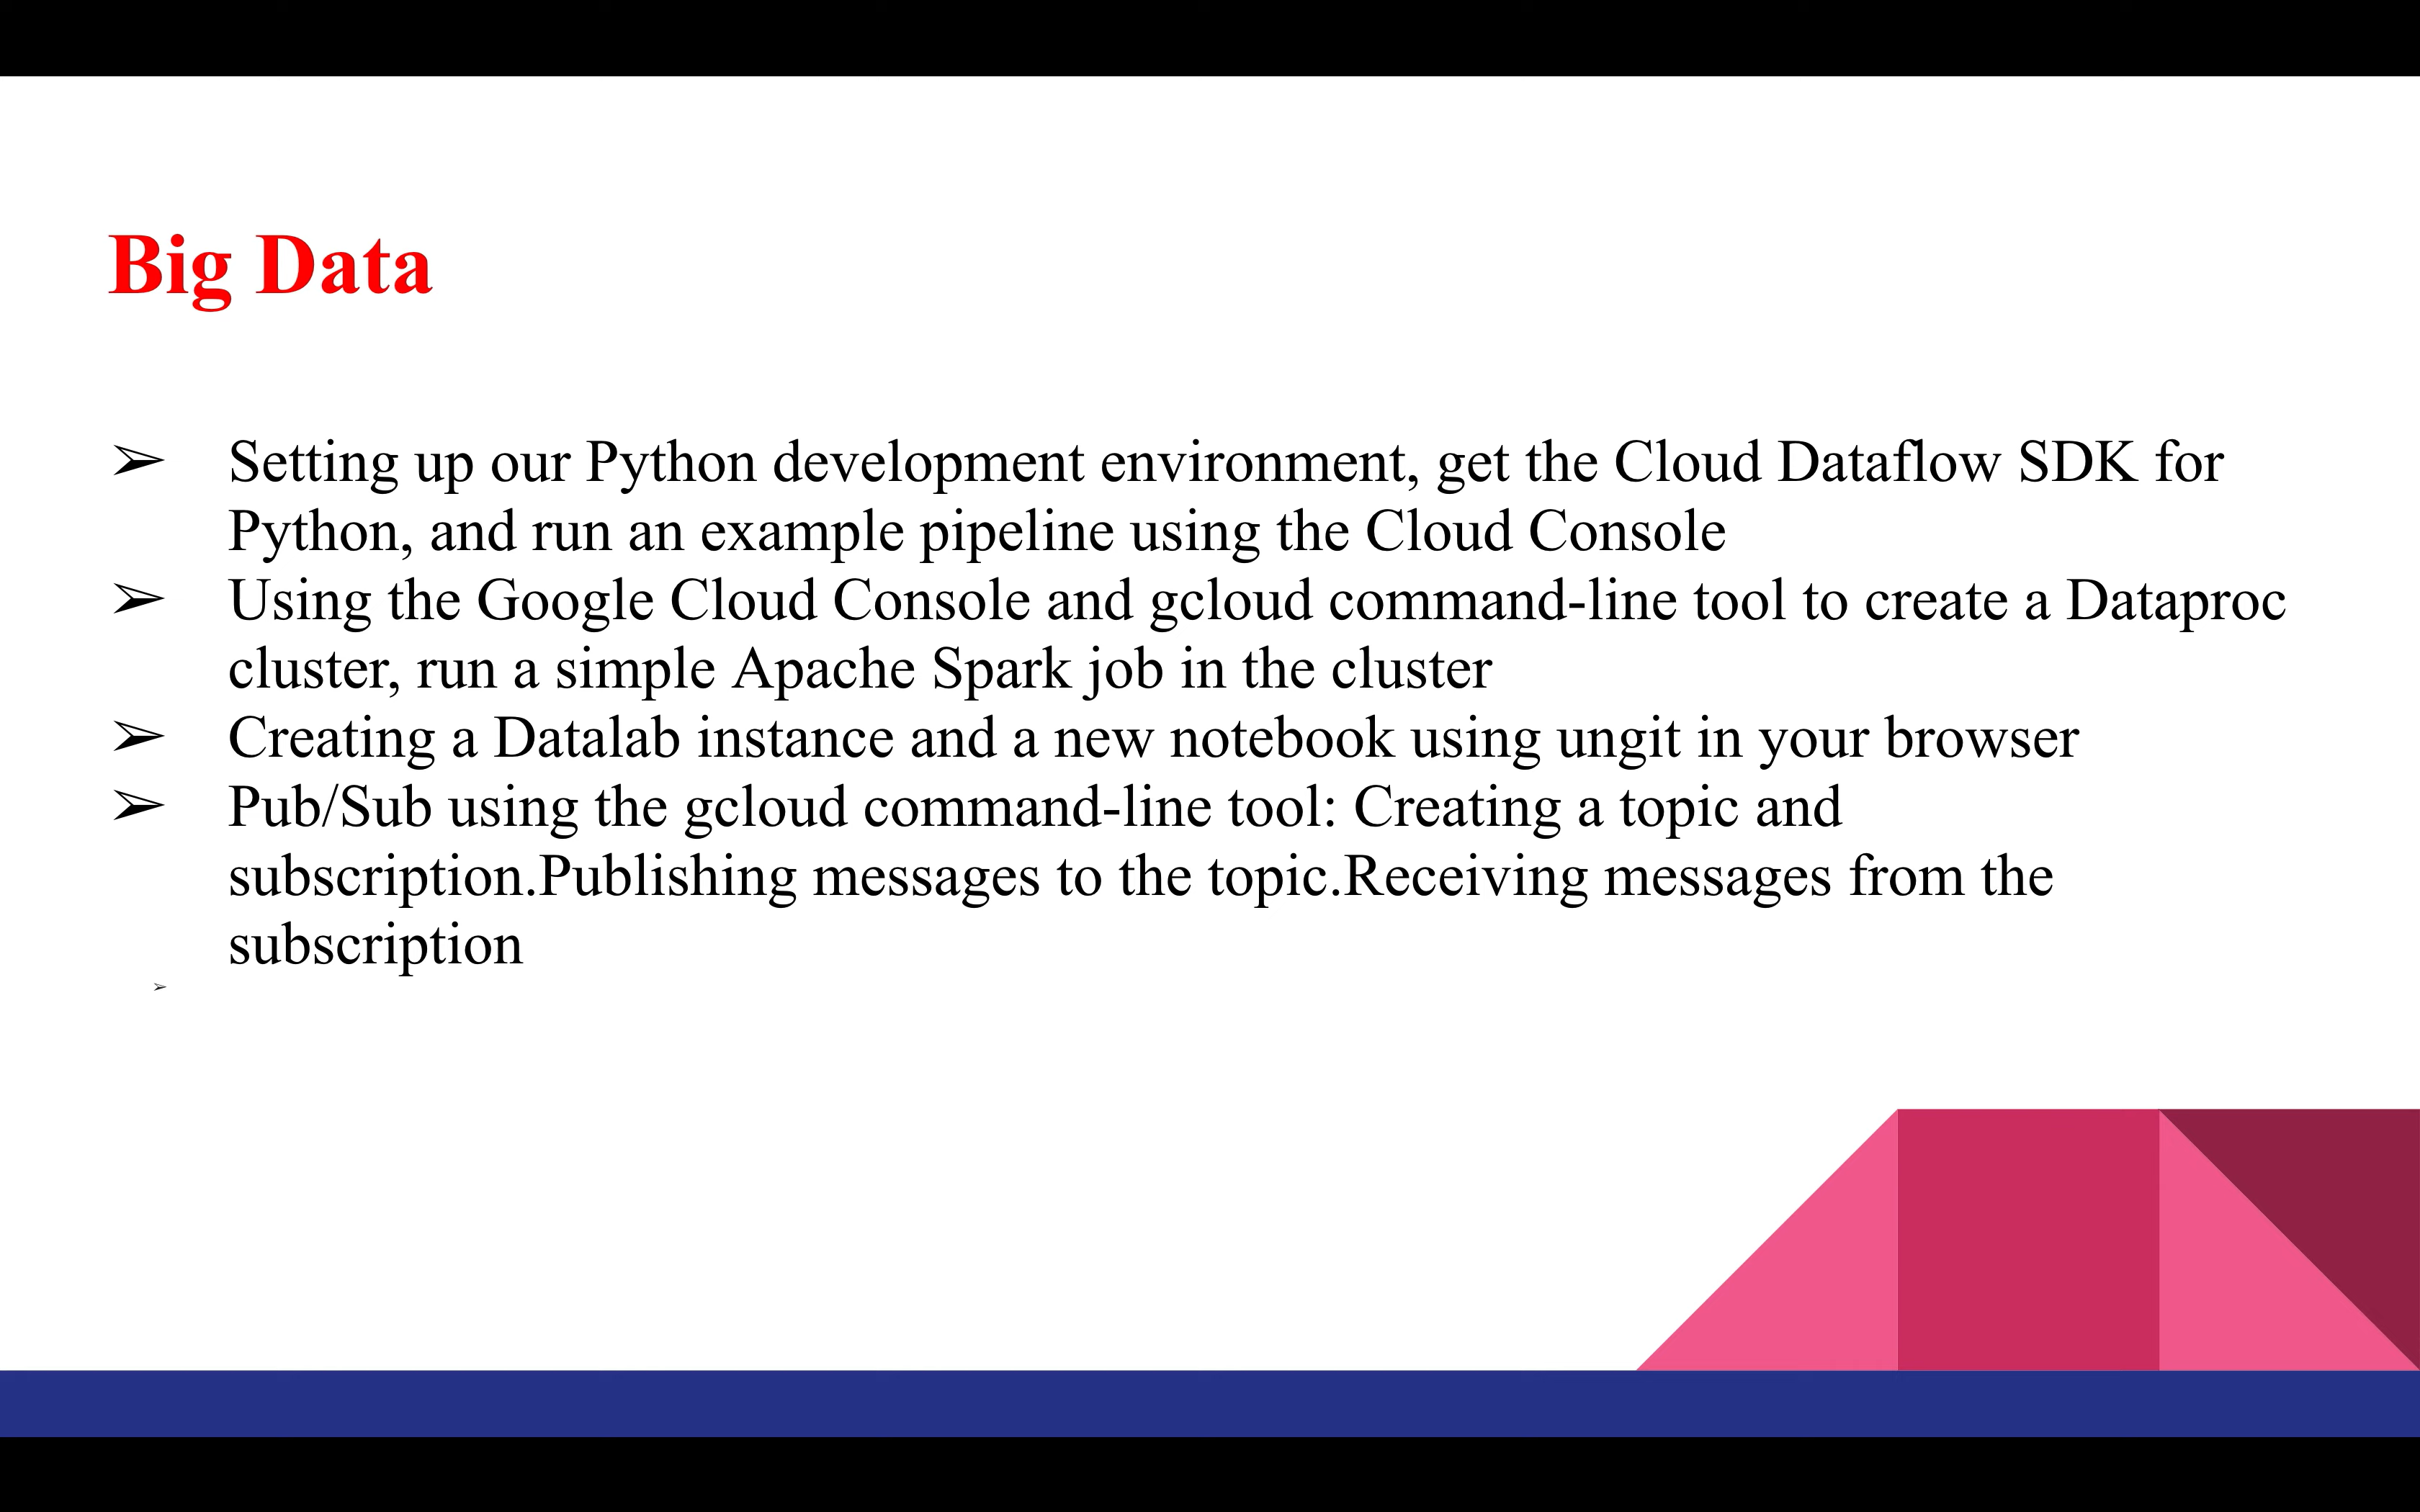 Big Data
➢ Setting up our Python development environment, get the Cloud Dataflow SDK for
Python, and run an example pipeline using the Cloud Console
➢ Using the Google Cloud Console and gcloud command-line tool to create a Dataproc
cluster, run a simple Apache Spark job in the cluster
➢ Creating a Datalab instance and a new notebook using ungit in your browser
➢ Pub/Sub using the gcloud command-line tool: Creating a topic and
subscription.Publishing messages to the topic.Receiving messages from the
subscription
➢